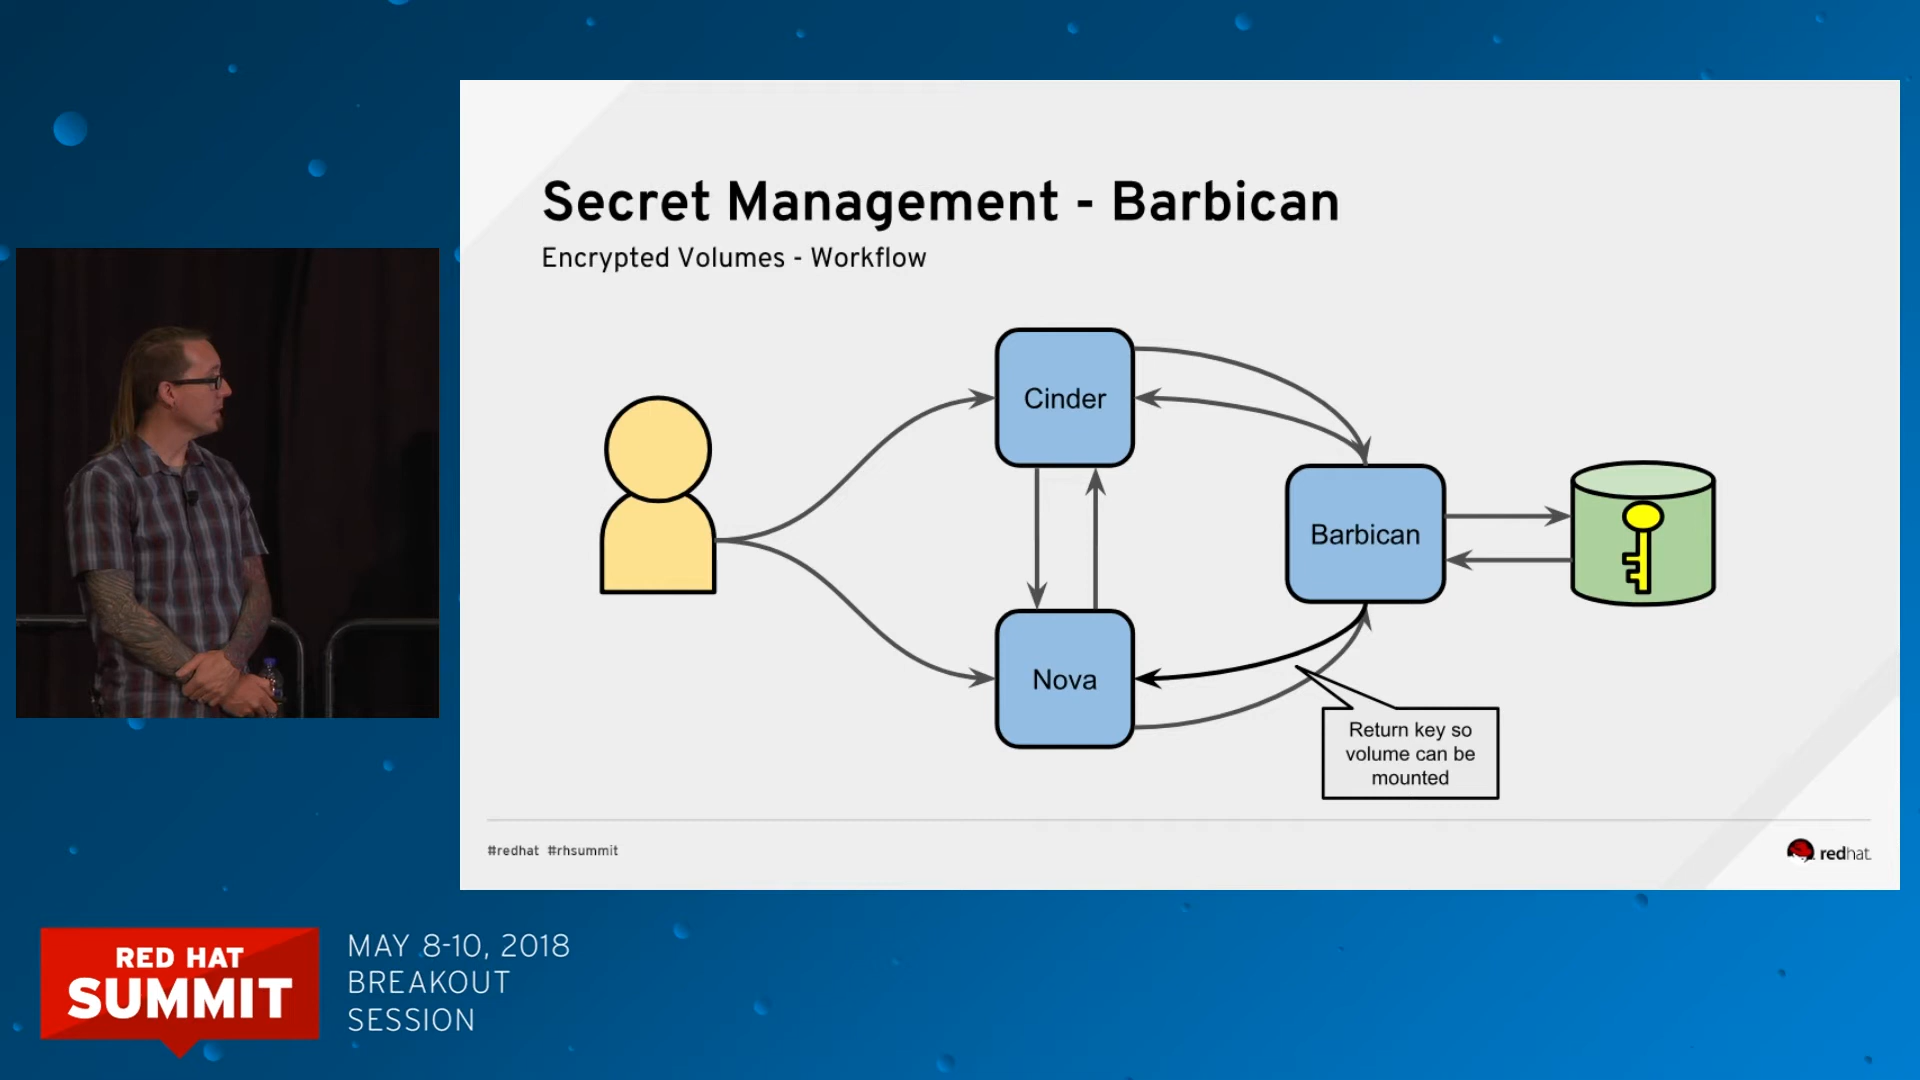 Secret Management - Barbican
Encrypted Volumes - Workflow
Cinder
Barbican
Nova
Return key so
volume can be
mounted
#redhat #rhsummit
redhat.
RED HAT
SUMMIT
MAY 8-10, 2018
BREAKOUT
SESSION